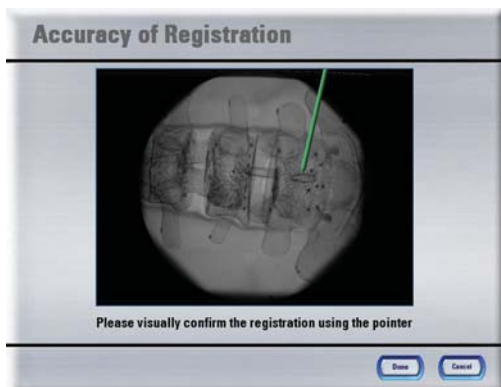 Accuracy of Registration
Please visually confirm the registration using the pointer
Done
Cancel